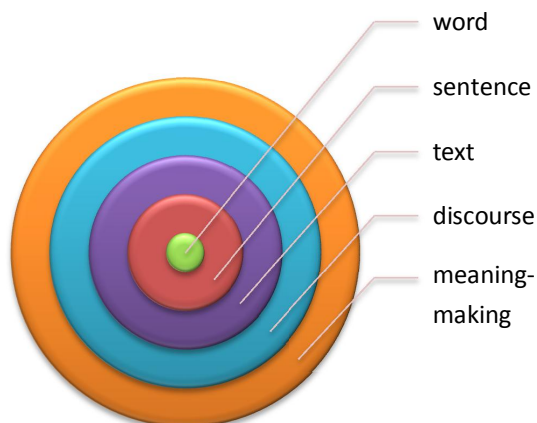 word
sentence
text
discourse
meaning-
making